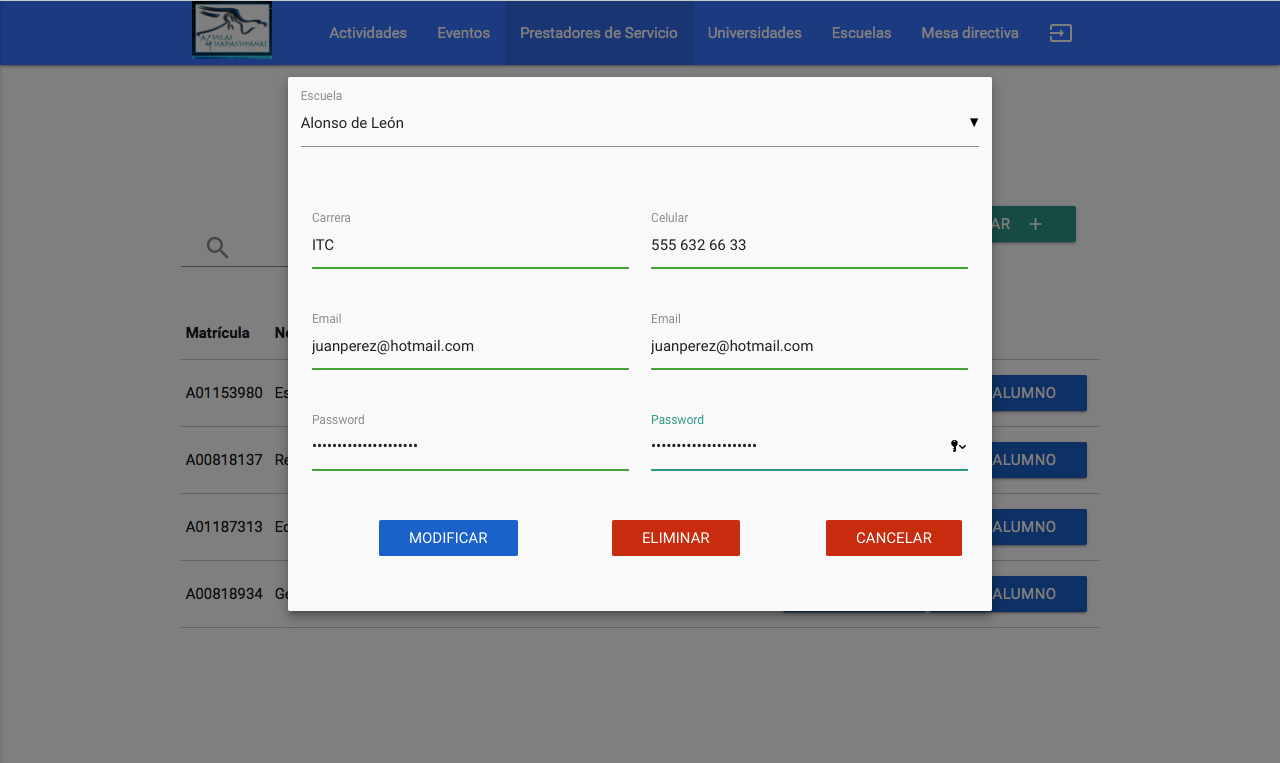 Actividades Eventos Prestadores de Servicio Universidades Escuelas Mesa directiva
Escuela
Alonso de León
AR +
Carrera Celular
ITC 555 632 66 33
Email Email
juanperez@hotmail.com juanperez@hotmail.com
Matrícula
Password Password
••••••••••••••••••••• •••••••••••••••••••••
A01153980 Es ALUMNO
A00818137 Re ALUMNO
A01187313 Ed ALUMNO
MODIFICAR ELIMINAR CANCELAR
A00818934 Ge ALUMNO